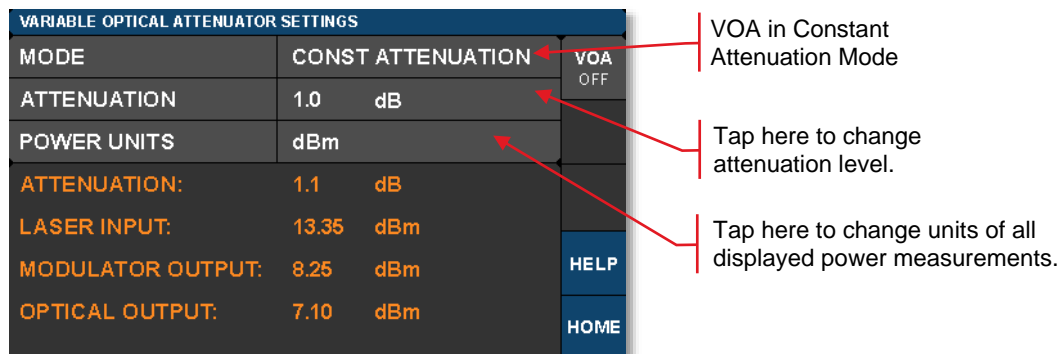 VARIABLE OPTICAL ATTENUATOR SETTINGS
MODE CONST ATTENUATION
ATTENUATION 1.0 dB
POWER UNITS dBm
ATTENUATION: 1.1 dB
LASER INPUT: 13.35 dBm
MODULATOR OUTPUT: 8.25 dBm
OPTICAL OUTPUT: 7.10 dBm
VOA
OFF
HELP
HOME
VOA in Constant
Attenuation Mode
Tap here to change
attenuation level.
Tap here to change units of all
displayed power measurements.